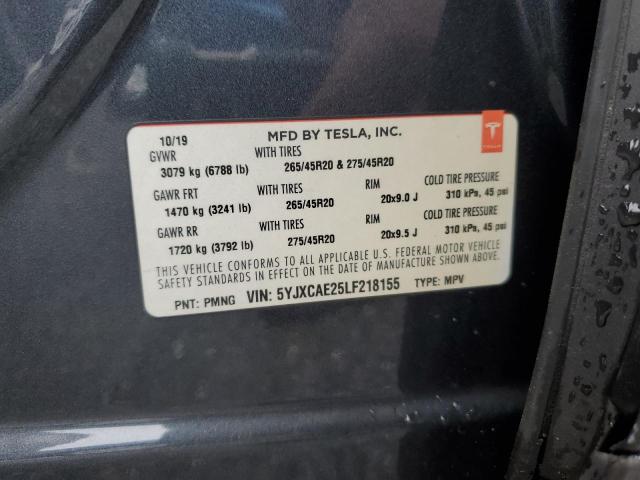 10/19 MFD BY TESLA, INC.
GVWR WITH TIRES
3079 kg (6788 lb) 265/45R20 & 275/45R20
GAWR FRT WITH TIRES RIM COLD TIRE PRESSURE
1470 kg (3241 lb) 265/45R20 20x9.0 J 310 kPa, 45 psi
GAWR RR WITH TIRES RIM COLD TIRE PRESSURE
1720 kg (3792 lb) 275/45R20 20x9.5 J 310 kPa, 45 psi
THIS VEHICLE CONFORMS TO ALL APPLICABLE U.S. FEDERAL MOTOR VEHICLE
SAFETY STANDARDS IN EFFECT ON THE DATE OF MANUFACTURE SHOWN ABOVE.
PNT: PMNG VIN: 5YJXCAE25LF218155 TYPE: MPV
TESLA